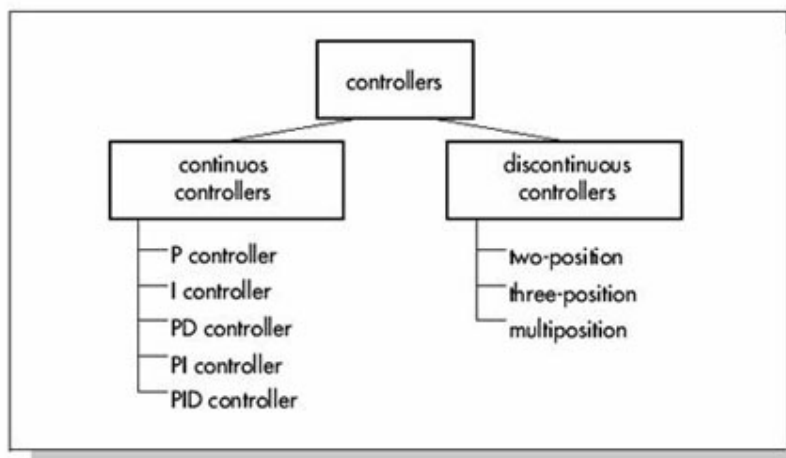 controllers
continuos
controllers
discontinuous
controllers
P controller
I controller
PD controller
PI controller
PID controller
two-position
three-position
multiposition